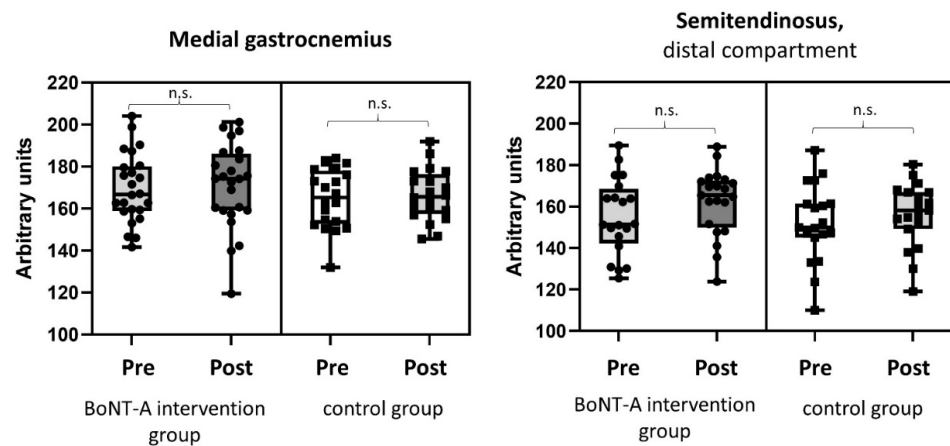 Medial gastrocnemius
Arbitrary units
220
200
180
160
140
120
100
n.s.
n.s.
Pre
Post
Pre
Post
BoNT-A intervention
group
control group
Semitendinosus,
distal compartment
Arbitrary units
220
200
180
160
140
120
100
n.s.
n.s.
Pre
Post
Pre
Post
BoNT-A intervention
group
control group